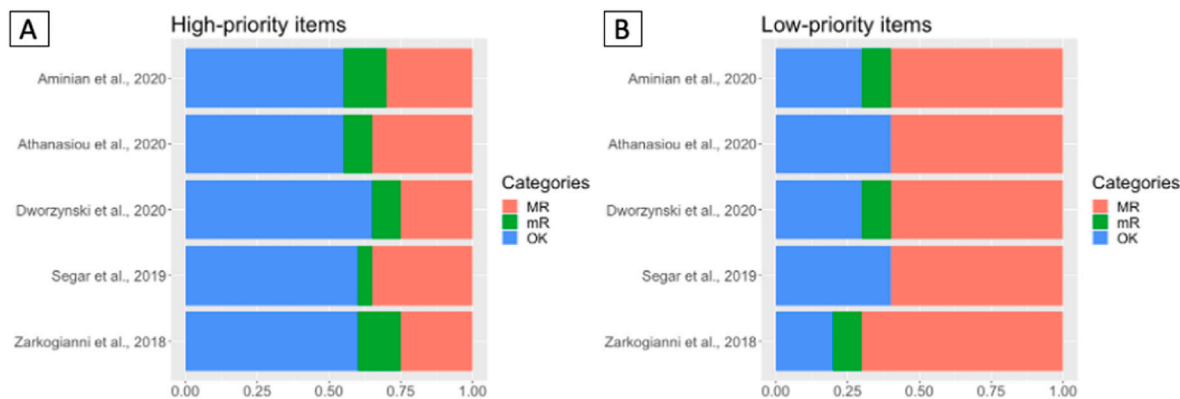 A
High-priority items
Aminian et al., 2020
Athanasiou et al., 2020
Dworzynski et al., 2020
Segar et al., 2019
Zarkogianni et al., 2018
0.00 0.25 0.50 0.75 1.00
Categories
MR
mR
OK
B
Low-priority items
Aminian et al., 2020
Athanasiou et al., 2020
Dworzynski et al., 2020
Segar et al., 2019
Zarkogianni et al., 2018
0.00 0.25 0.50 0.75 1.00
Categories
MR
mR
OK